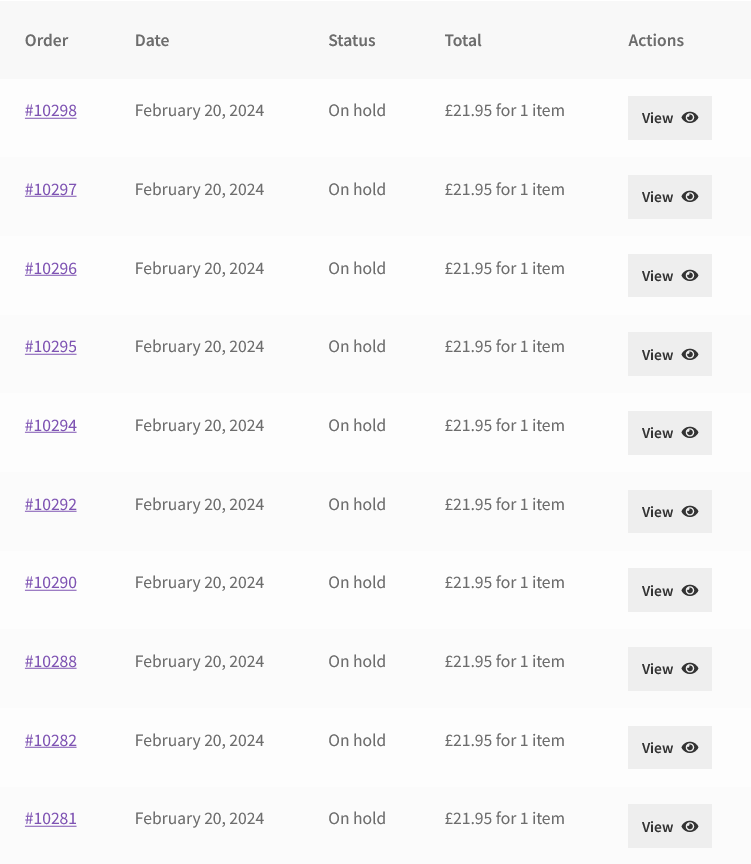 Order Date Status Total Actions
#10298 February 20, 2024 On hold £21.95 for 1 item View
#10297 February 20, 2024 On hold £21.95 for 1 item View
#10296 February 20, 2024 On hold £21.95 for 1 item View
#10295 February 20, 2024 On hold £21.95 for 1 item View
#10294 February 20, 2024 On hold £21.95 for 1 item View
#10292 February 20, 2024 On hold £21.95 for 1 item View
#10290 February 20, 2024 On hold £21.95 for 1 item View
#10288 February 20, 2024 On hold £21.95 for 1 item View
#10282 February 20, 2024 On hold £21.95 for 1 item View
#10281 February 20, 2024 On hold £21.95 for 1 item View